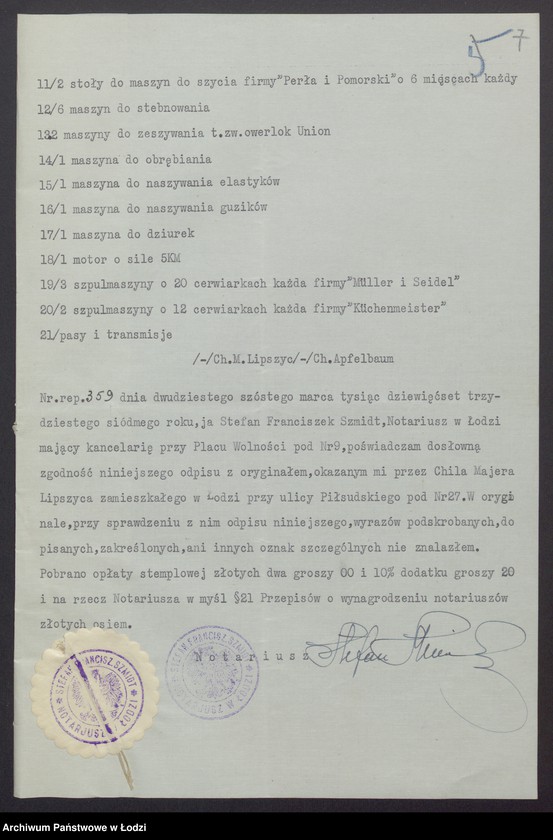 5 7
11/2 stoły do maszyn do szycia firmy"Perła i Pomorski"o 6 miejscach każdy
12/6 maszyn do stebnowania
132 maszyny do zeszywania t.zw.owerlok Union
14/1 maszyna do obrębiania
15/1 maszyna do naszywania elastyków
16/1 maszyna do naszywania guzików
17/1 maszyna do dziurek
18/1 motor o sile 5KM
19/3 szpulmaszyny o 20 cerwiarkach każda firmy"Müller i Seidel"
20/2 szpulmaszyny o 12 cerwiarkach każda firmy"Küchenmeister"
21/pasy i transmisje
/-/Ch.M.Lipszyc/-/Ch.Apfelbaum
Nr.rep.359 dnia dwudziestego szóstego marca tysiąc dziewięćset trzy-
dziestego siódmego roku,ja Stefan Franciszek Szmidt,Notariusz w Łodzi
mający kancelarię przy Placu Wolności pod Nr9,poświadczam dosłowną
zgodność niniejszego odpisu z oryginałem,okazanym mi przez Chila Majera
Lipszyca zamieszkałego w Łodzi przy ulicy Piłsudskiego pod Nr27.W orygi
nale,przy sprawdzeniu z nim odpisu niniejszego,wyrazów podskrobanych,do
pisanych,zakreślonych,ani innych oznak szczególnych nie znalazłem.
Pobrano opłaty stemplowej złotych dwa groszy 00 i 10% dodatku groszy 20
i na rzecz Notariusza w myśl §21 Przepisów o wynagrodzeniu notariuszów
złotych osiem.
Notariusz
STEFAN FRANCISZ.SZMIDT
NOTARJUSZ ŁODZI
Archiwum Państwowe w Łodzi